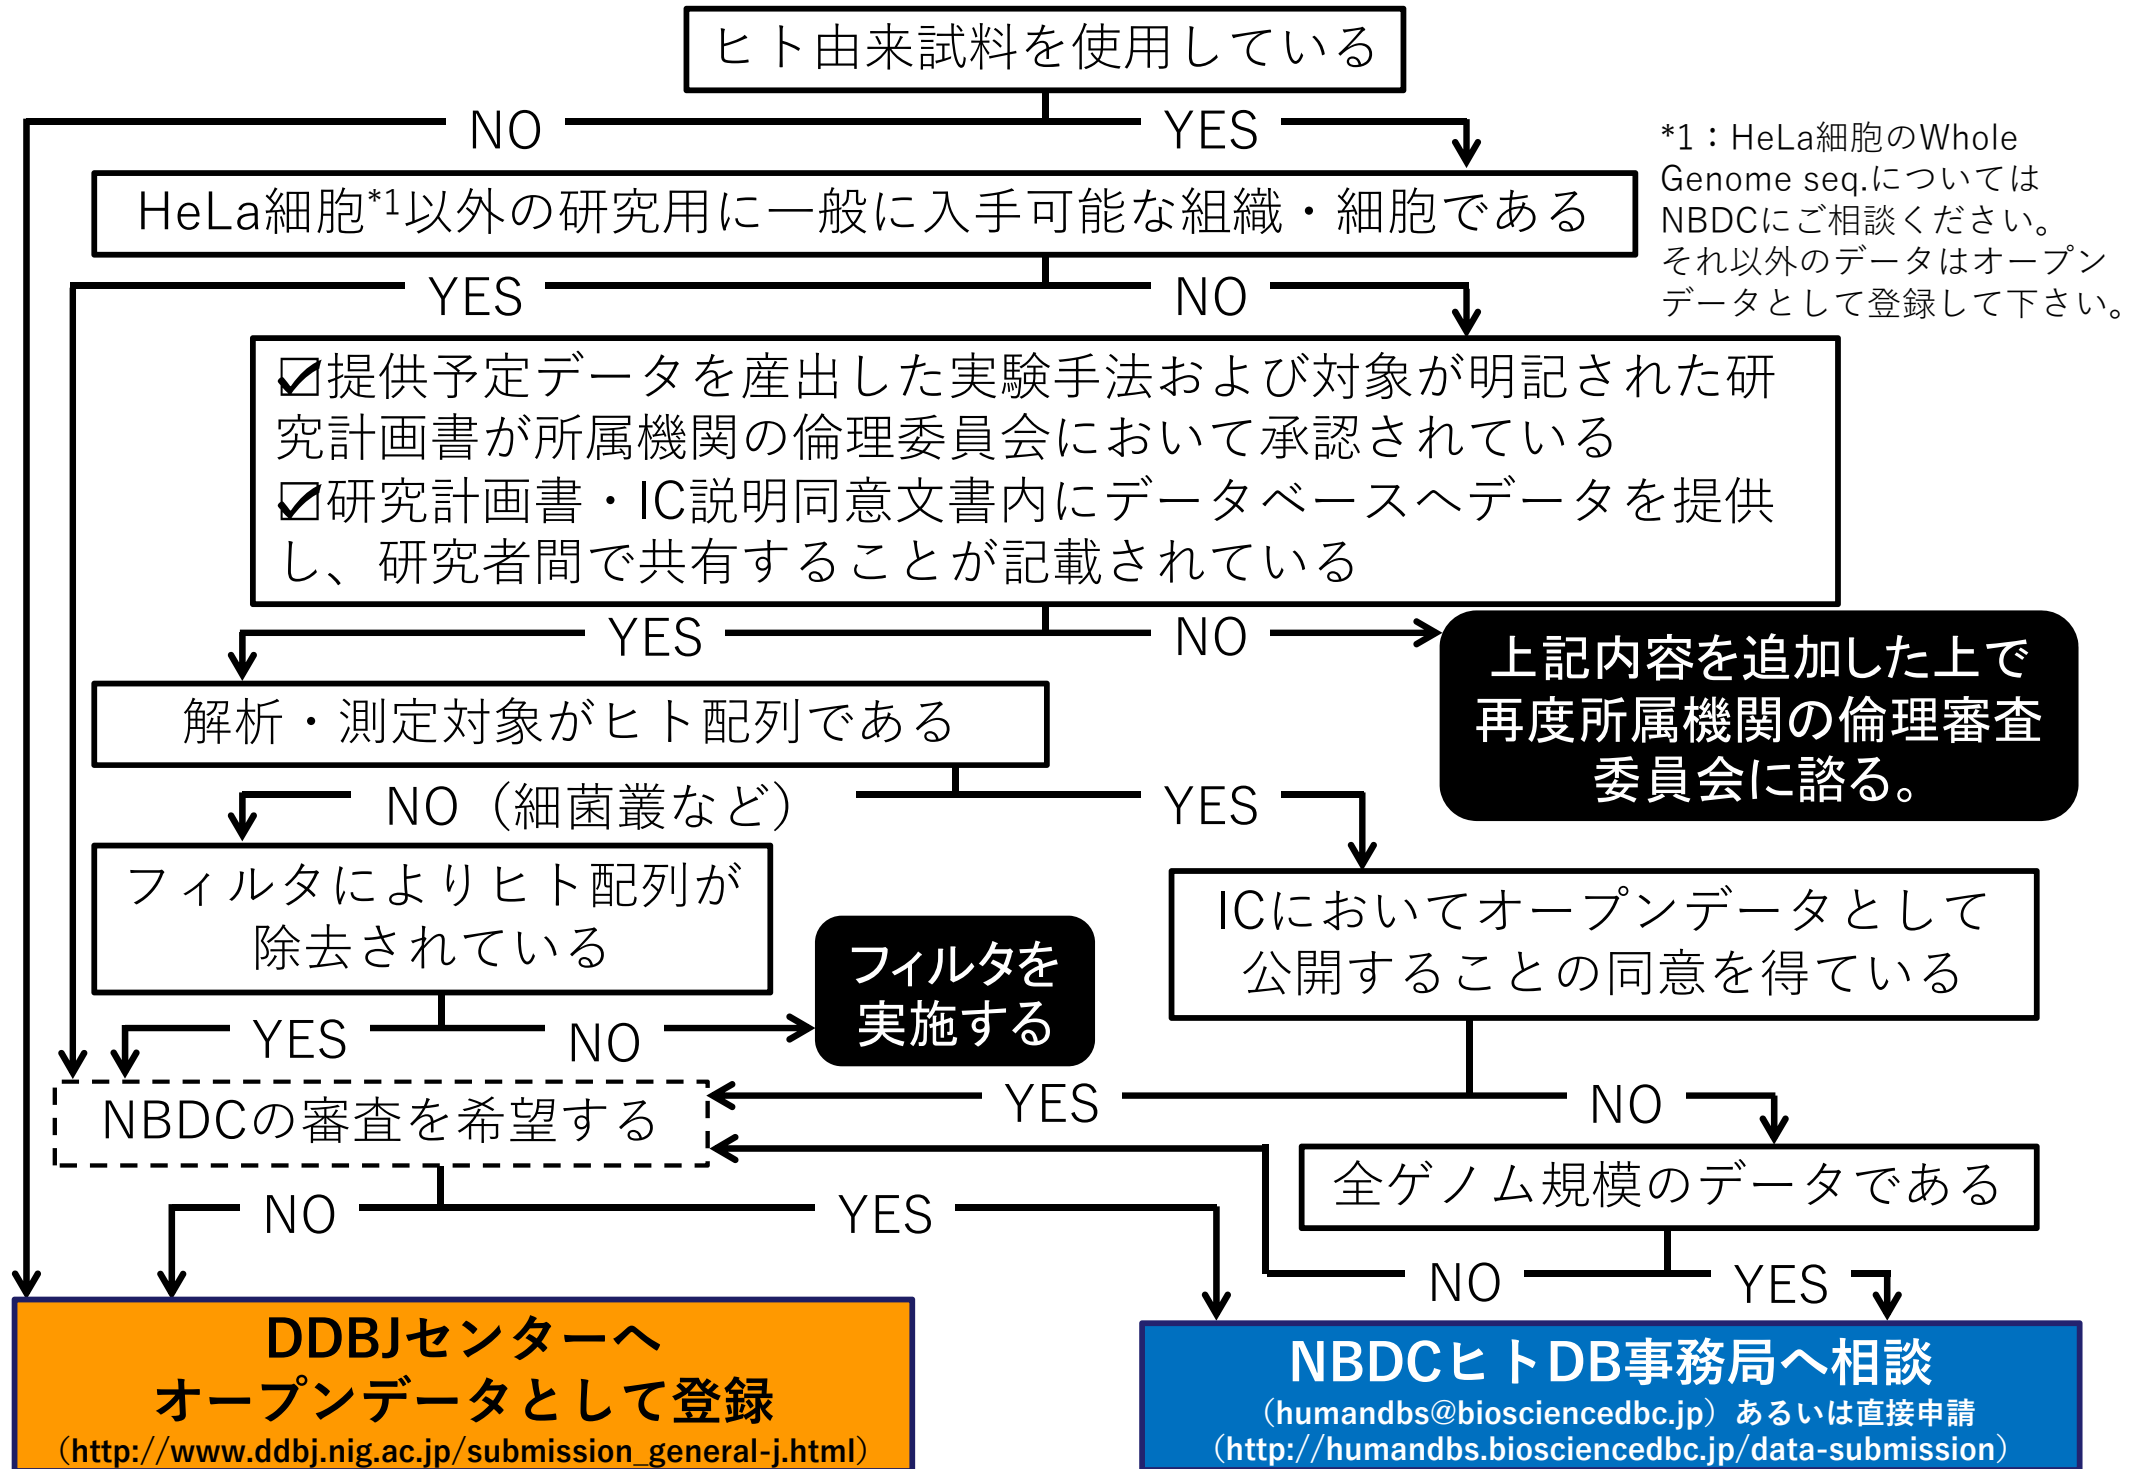 ヒト由来試料を使用している
NO
YES
*1：HeLa細胞のWhole
Genome seq.については
NBDCにご相談ください。
それ以外のデータはオープン
データとして登録して下さい。
HeLa細胞*1以外の研究用に一般に入手可能な組織・細胞である
YES
NO
☑提供予定データを産出した実験手法および対象が明記された研
究計画書が所属機関の倫理委員会において承認されている
☑研究計画書・IC説明同意文書内にデータベースへデータを提供
し、研究者間で共有することが記載されている
YES
NO
上記内容を追加した上で
再度所属機関の倫理審査
委員会に諮る。
解析・測定対象がヒト配列である
NO（細菌叢など）
YES
フィルタによりヒト配列が
除去されている
フィルタを
実施する
ICにおいてオープンデータとして
公開することの同意を得ている
YES
NO
YES
NO
NBDCの審査を希望する
全ゲノム規模のデータである
NO
YES
NO
YES
DDBJセンターへ
オープンデータとして登録
（http://www.ddbj.nig.ac.jp/submission_general-j.html）
NBDCヒトDB事務局へ相談
（humandbs@biosciencedbc.jp）あるいは直接申請
（http://humandbs.biosciencedbc.jp/data-submission）